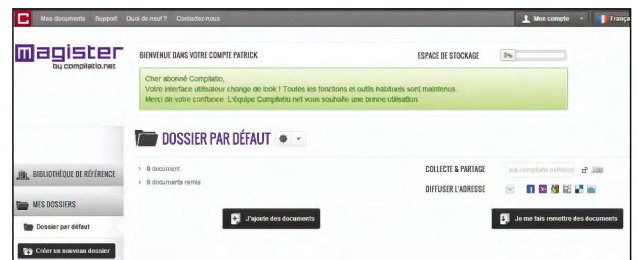 Mes documents Support Quoi de neuf ? Contactez-nous
Mon compte
França
magister
by compilatio.net
BIENVENUE DANS VOTRE COMPTE PATRICK
ESPACE DE STOCKAGE
Cher abonné Compilatio,
Votre interface utilisateur change de look ! Toutes les fonctions et outils habituels sont maintenus.
Merci de votre confiance. L'équipe Compilatio.net vous souhaite une bonne utilisation.
DOSSIER PAR DÉFAUT
0 document
0 documents remis
COLLECTE & PARTAGE
DIFFUSER L'ADRESSE
BIBLIOTHÈQUE DE RÉFÉRENCE
MES DOSSIERS
Dossier par défaut
Créer un nouveau dossier
J'ajoute des documents
Je me fais remettre des documents